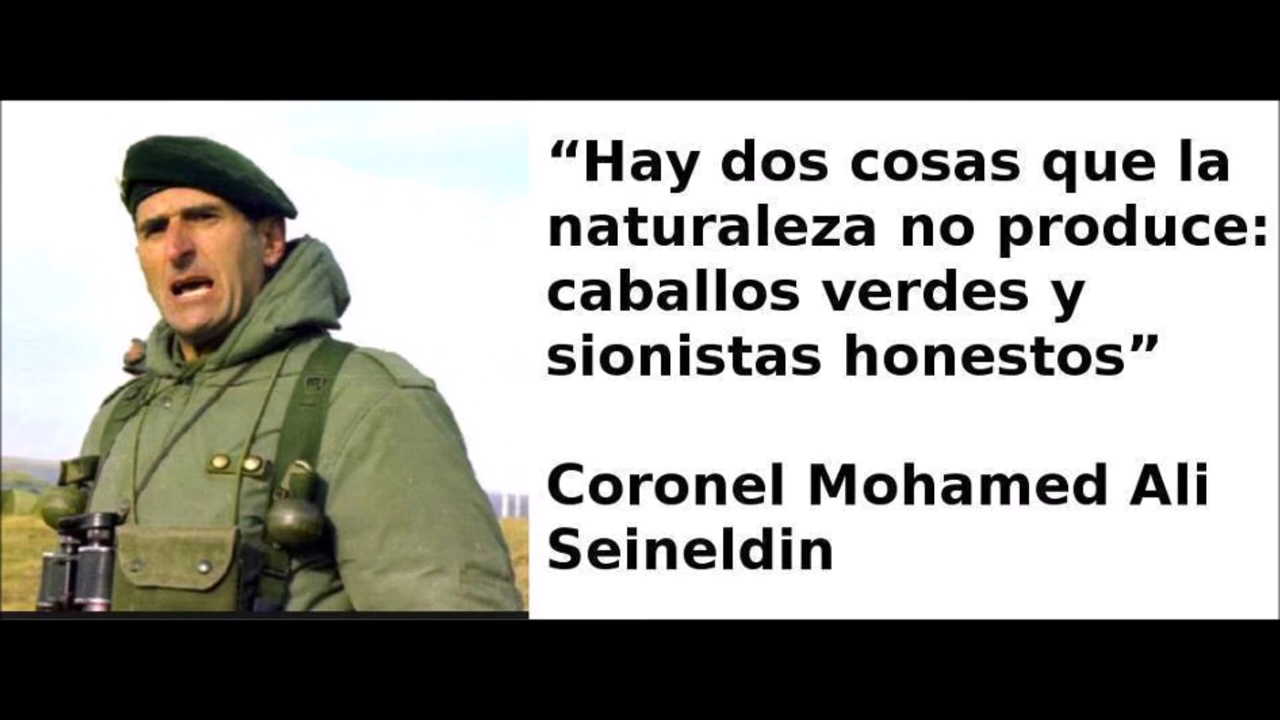 “Hay dos cosas que la
naturaleza no produce:
caballos verdes y
sionistas honestos”
Coronel Mohamed Ali
Seineldin